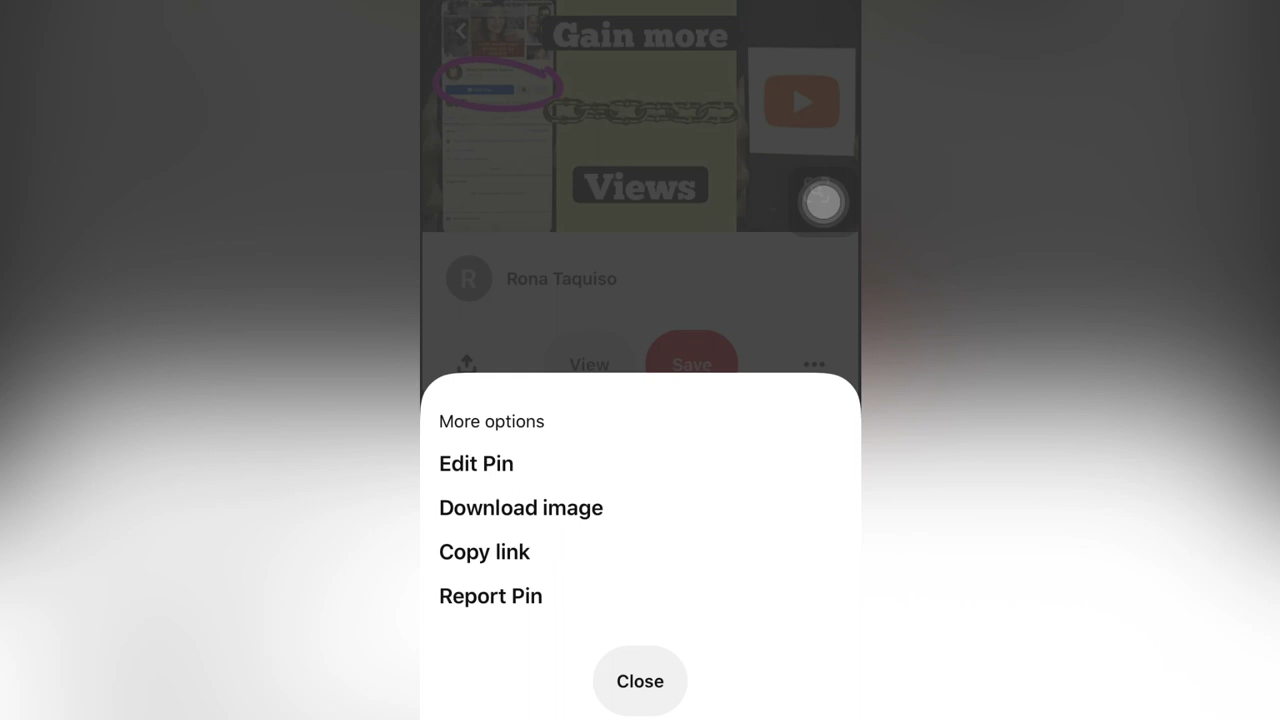 Gain more
Views
R
Rona Taquiso
View
Save
More options
Edit Pin
Download image
Copy link
Report Pin
Close